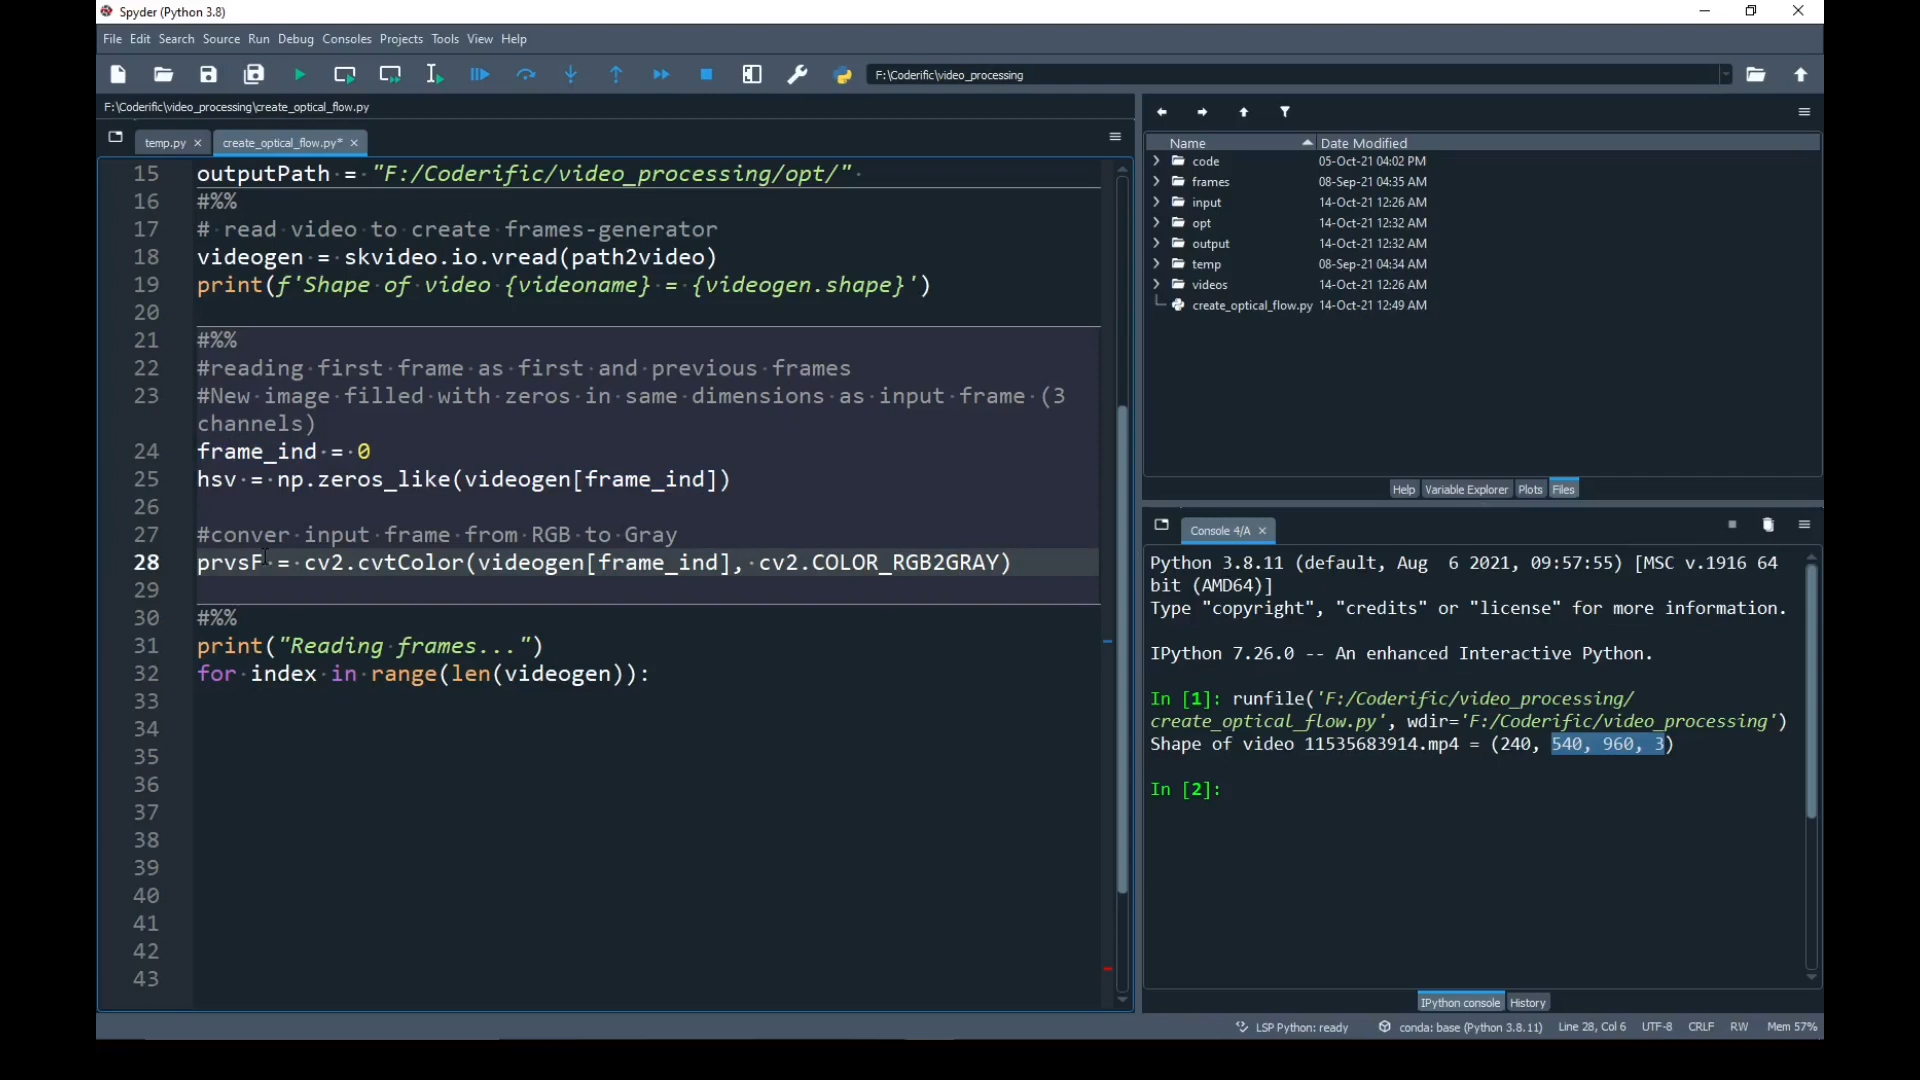 Spyder (Python 3.8)
File Edit Search Source Run Debug Consoles Projects Tools View Help
F:\Coderific\video_processing
F:\Coderific\video_processing\create_optical_flow.py
temp.py
create_optical_flow.py*
15 outputPath = "F:/Coderific/video_processing/opt/"
16 #%%
17 # read video to create frames-generator
18 videogen = skvideo.io.vread(path2video)
19 print(f'Shape of video {videoname} = {videogen.shape}')
20
21 #%%
22 #reading first frame as first and previous frames
23 #New image filled with zeros in same dimensions as input frame (3
channels)
24 frame_ind = 0
25 hsv = np.zeros_like(videogen[frame_ind])
26
27 #conver input frame from RGB to Gray
28 prvsF = cv2.cvtColor(videogen[frame_ind], cv2.COLOR_RGB2GRAY)
29
30 #%%
31 print("Reading frames...")
32 for index in range(len(videogen)):
33
34
35
36
37
38
39
40
41
42
43
Name Date Modified
code 05-Oct-21 04:02 PM
frames 08-Sep-21 04:35 AM
input 14-Oct-21 12:26 AM
opt 14-Oct-21 12:32 AM
output 14-Oct-21 12:32 AM
temp 08-Sep-21 04:34 AM
videos 14-Oct-21 12:26 AM
create_optical_flow.py 14-Oct-21 12:49 AM
Help Variable Explorer Plots Files
Console 4/A
Python 3.8.11 (default, Aug 6 2021, 09:57:55) [MSC v.1916 64
bit (AMD64)]
Type "copyright", "credits" or "license" for more information.
IPython 7.26.0 -- An enhanced Interactive Python.
In [1]: runfile('F:/Coderific/video_processing/
create_optical_flow.py', wdir='F:/Coderific/video_processing')
Shape of video 11535683914.mp4 = (240, 540, 960, 3)
In [2]:
IPython console History
LSP Python: ready conda: base (Python 3.8.11) Line 28, Col 6 UTF-8 CRLF RW Mem 57%